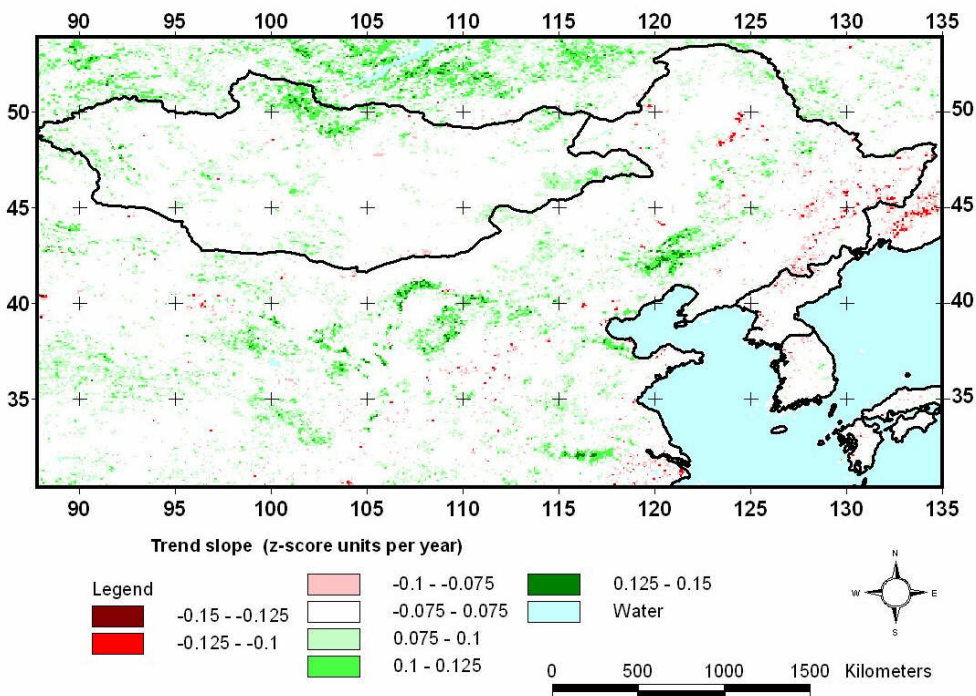 90 95 100 105 110 115 120 125 130 135
50 50
45 45
40 40
35 35
90 95 100 105 110 115 120 125 130 135
Trend slope (z-score units per year)
Legend
-0.15 - -0.125
-0.125 - -0.1
-0.1 - -0.075
-0.075 - 0.075
0.075 - 0.1
0.1 - 0.125
0.125 - 0.15
Water
N
W E
S
0 500 1000 1500 Kilometers